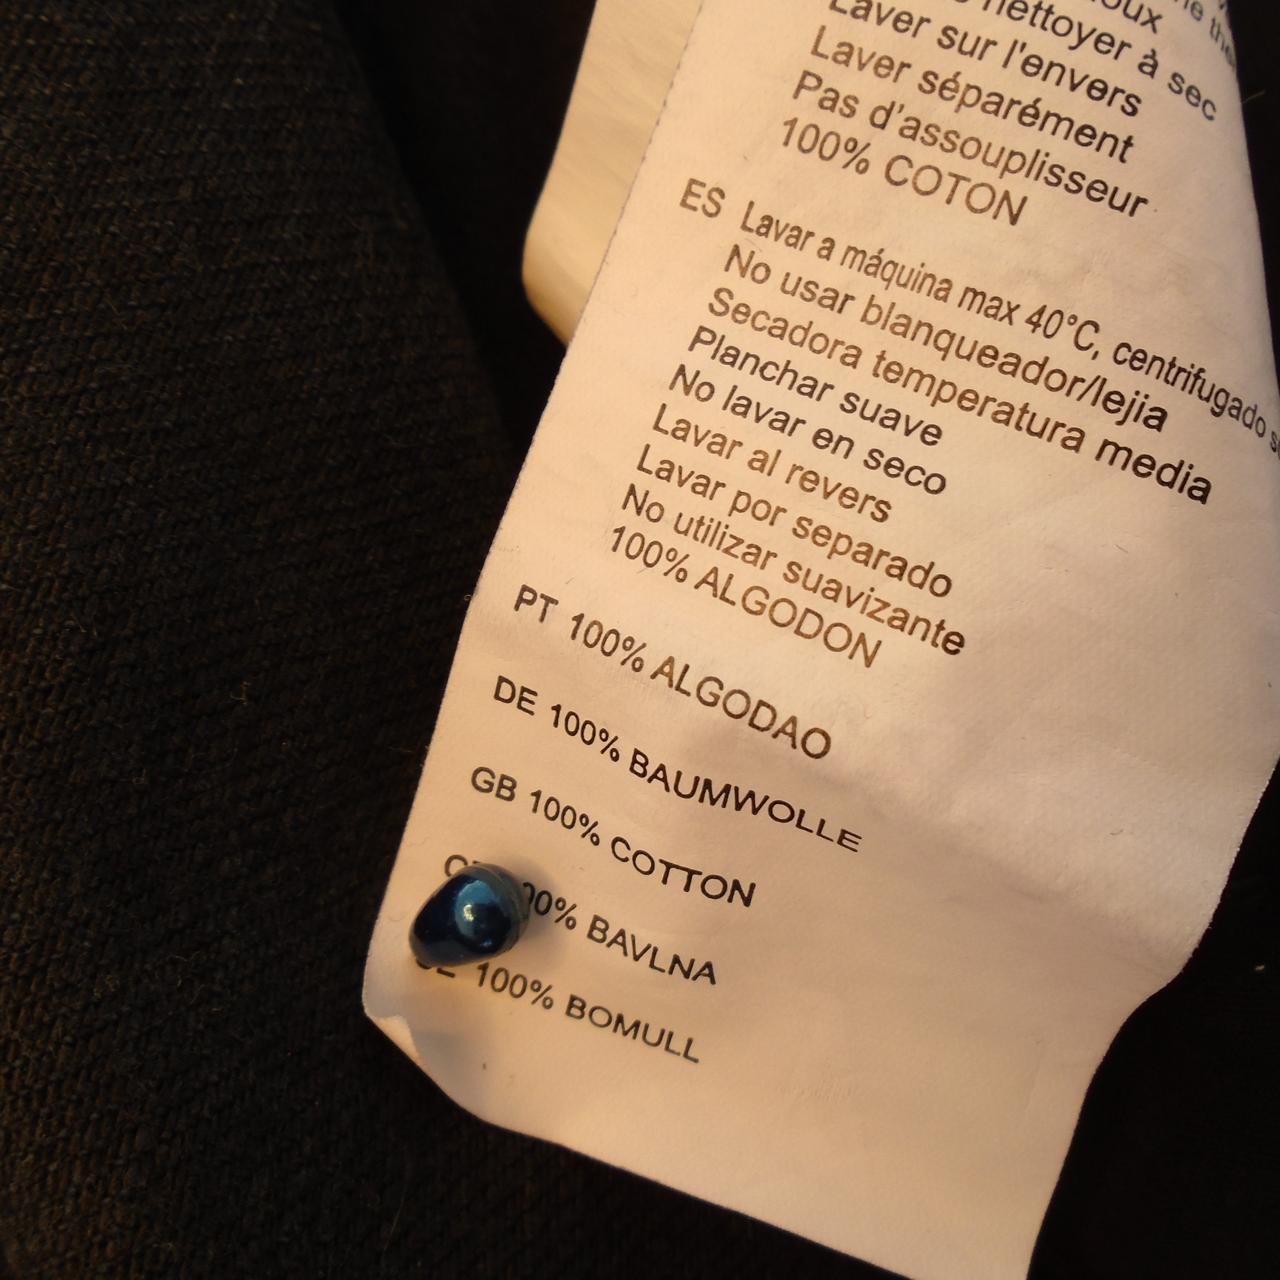 nettoyer à sec
Laver sur l'envers
Laver séparément
Pas d'assouplisseur
100% COTON
ES Lavar a máquina max 40°C, centrifugado
No usar blanqueador/lejia
Secadora temperatura media
Planchar suave
No lavar en seco
Lavar al revers
Lavar por separado
No utilizar suavizante
100% ALGODON
PT 100% ALGODAO
DE 100% BAUMWOLLE
GB 100% COTTON
BAVLNA
100% BOMULL